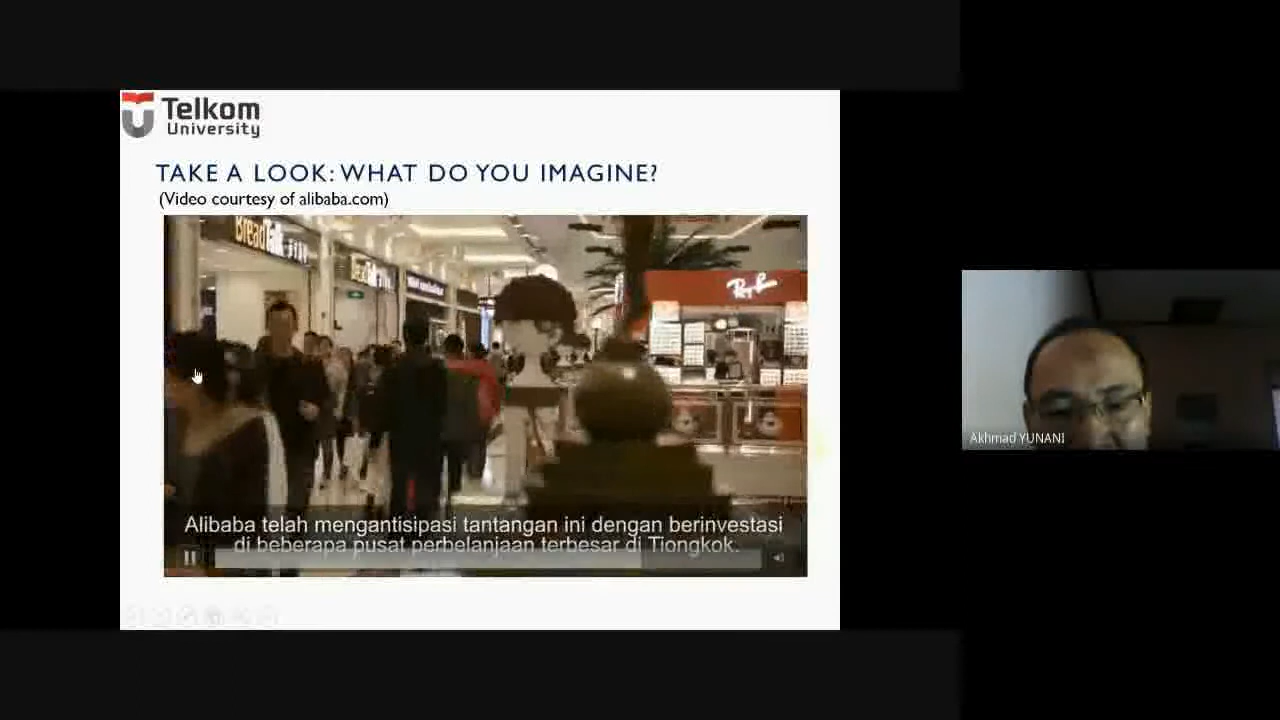 Telkom
University
TAKE A LOOK: WHAT DO YOU IMAGINE?
(Video courtesy of alibaba.com)
BreadTalk
BreadTalk
Ray-Ban
Alibaba telah mengantisipasi tantangan ini dengan berinvestasi
di beberapa pusat perbelanjaan terbesar di Tiongkok.
Akhmad YUNANI